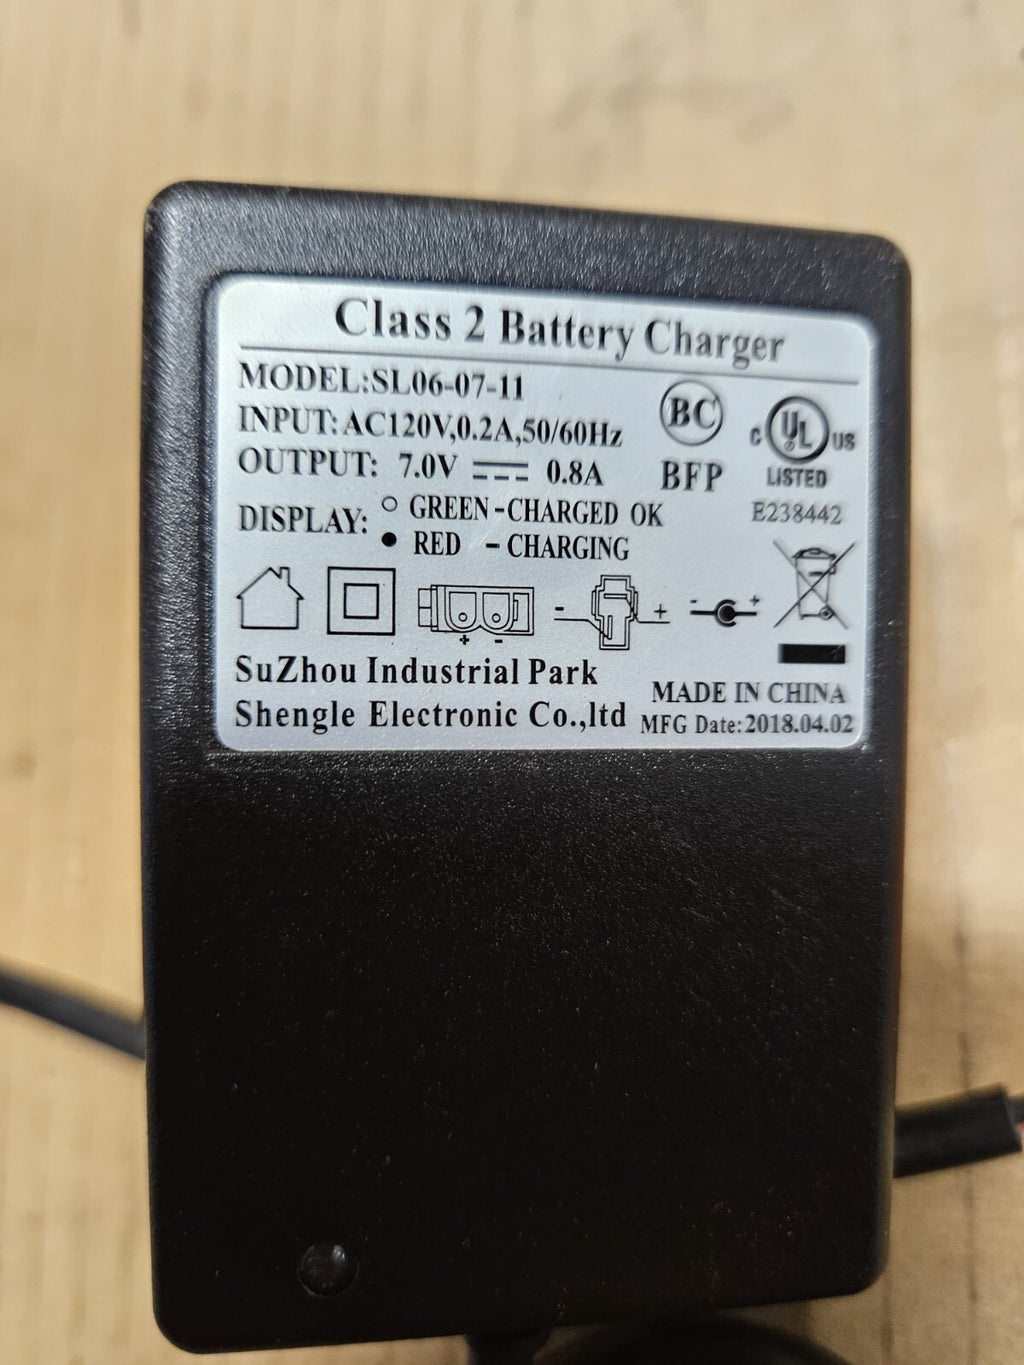 Class 2 Battery Charger
MODEL:SL06-07-11
INPUT:AC120V,0.2A,50/60Hz
OUTPUT: 7.0V ⎓ 0.8A
DISPLAY: ○ GREEN-CHARGED OK
● RED - CHARGING
BC
BFP
C UL US
LISTED
E238442
+ -
- +
- +
SuZhou Industrial Park
Shengle Electronic Co.,ltd
MADE IN CHINA
MFG Date:2018.04.02